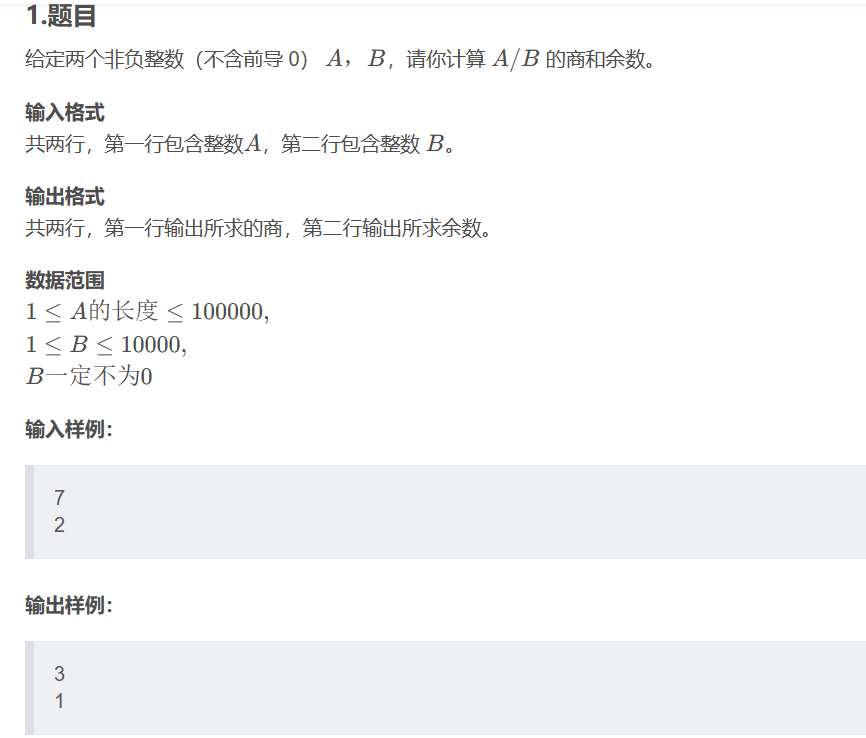 1.题目
给定两个非负整数（不含前导 0） A，B，请你计算 A/B 的商和余数。
输入格式
共两行，第一行包含整数A，第二行包含整数 B。
输出格式
共两行，第一行输出所求的商，第二行输出所求余数。
数据范围
1 ≤ A的长度 ≤ 100000,
1 ≤ B ≤ 10000,
B一定不为0
输入样例：
7
2
输出样例：
3
1